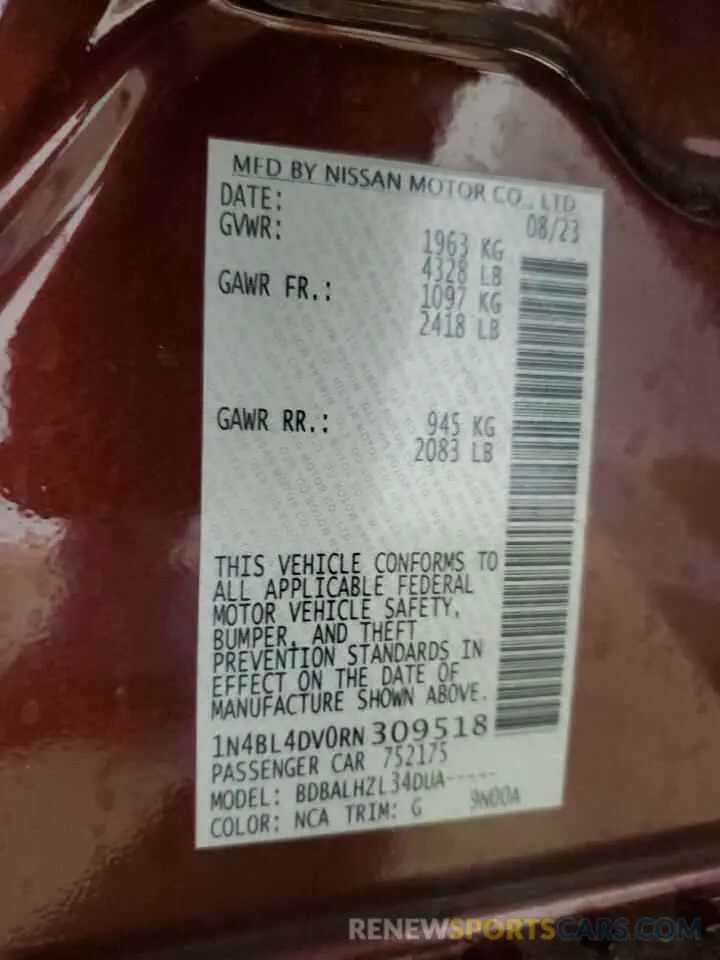 MFD BY NISSAN MOTOR CO., LTD
DATE: 08/23
GVWR: 1963 KG
4328 LB
GAWR FR.: 1097 KG
2418 LB
GAWR RR.: 945 KG
2083 LB
THIS VEHICLE CONFORMS TO
ALL APPLICABLE FEDERAL
MOTOR VEHICLE SAFETY,
BUMPER, AND THEFT
PREVENTION STANDARDS IN
EFFECT ON THE DATE OF
MANUFACTURE SHOWN ABOVE.
1N4BL4DV0RN309518
PASSENGER CAR 752175
MODEL: BDBALHZL34DUA-----
COLOR: NCA TRIM: G 9N00A
RENEWSPORTSCARS.COM